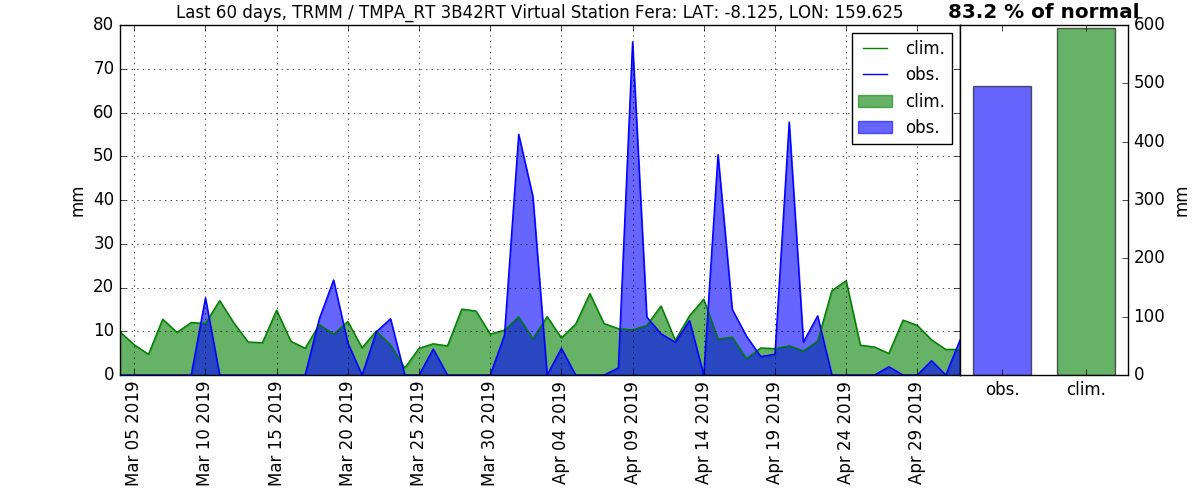 Last 60 days, TRMM / TMPA_RT 3B42RT Virtual Station Fera: LAT: -8.125, LON: 159.625
83.2 % of normal
80
70
60
50
40
30
20
10
0
mm
clim.
obs.
clim.
obs.
Mar 05 2019
Mar 10 2019
Mar 15 2019
Mar 20 2019
Mar 25 2019
Mar 30 2019
Apr 04 2019
Apr 09 2019
Apr 14 2019
Apr 19 2019
Apr 24 2019
Apr 29 2019
600
500
400
300
200
100
0
mm
obs.
clim.